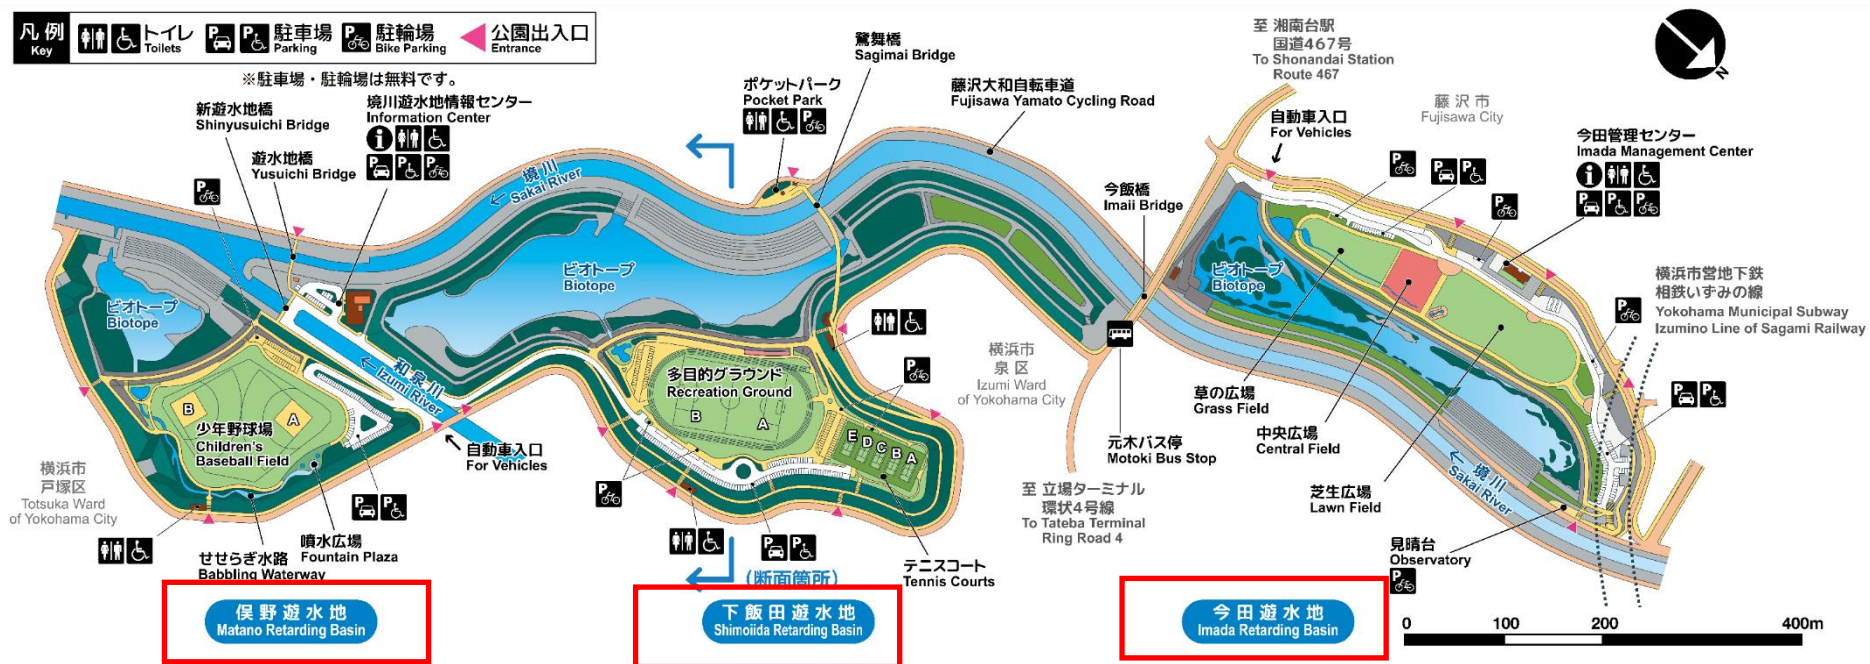 凡例
Key
トイレ
Toilets
駐車場
Parking
駐輪場
Bike Parking
公園出入口
Entrance
※駐車場・駐輪場は無料です。
新遊水地橋
Shinyusuichi Bridge
遊水地橋
Yusuichi Bridge
境川遊水地情報センター
Information Center
ポケットパーク
Pocket Park
鷺舞橋
Sagimai Bridge
藤沢大和自転車道
Fujisawa Yamato Cycling Road
至 湘南台駅
国道467号
To Shonandai Station
Route 467
自動車入口
For Vehicles
藤沢市
Fujisawa City
今田管理センター
Imada Management Center
N
境川
Sakai River
今飯橋
Imaii Bridge
ビオトープ
Biotope
ビオトープ
Biotope
ビオトープ
Biotope
横浜市営地下鉄
相鉄いずみの線
Yokohama Municipal Subway
Izumino Line of Sagami Railway
和泉川
Izumi River
B
A
少年野球場
Children's
Baseball Field
多目的グラウンド
Recreation Ground
B
A
E
D
C
B
A
横浜市
泉区
Izumi Ward
of Yokohama City
元木バス停
Motoki Bus Stop
草の広場
Grass Field
中央広場
Central Field
芝生広場
Lawn Field
境川
Sakai River
自動車入口
For Vehicles
横浜市
戸塚区
Totsuka Ward
of Yokohama City
せせらぎ水路
Babbling Waterway
噴水広場
Fountain Plaza
至 立場ターミナル
環状4号線
To Tateba Terminal
Ring Road 4
見晴台
Observatory
テニスコート
Tennis Courts
(断面箇所)
俣野遊水地
Matano Retarding Basin
下飯田遊水地
Shimoiida Retarding Basin
今田遊水地
Imada Retarding Basin
0
100
200
400m